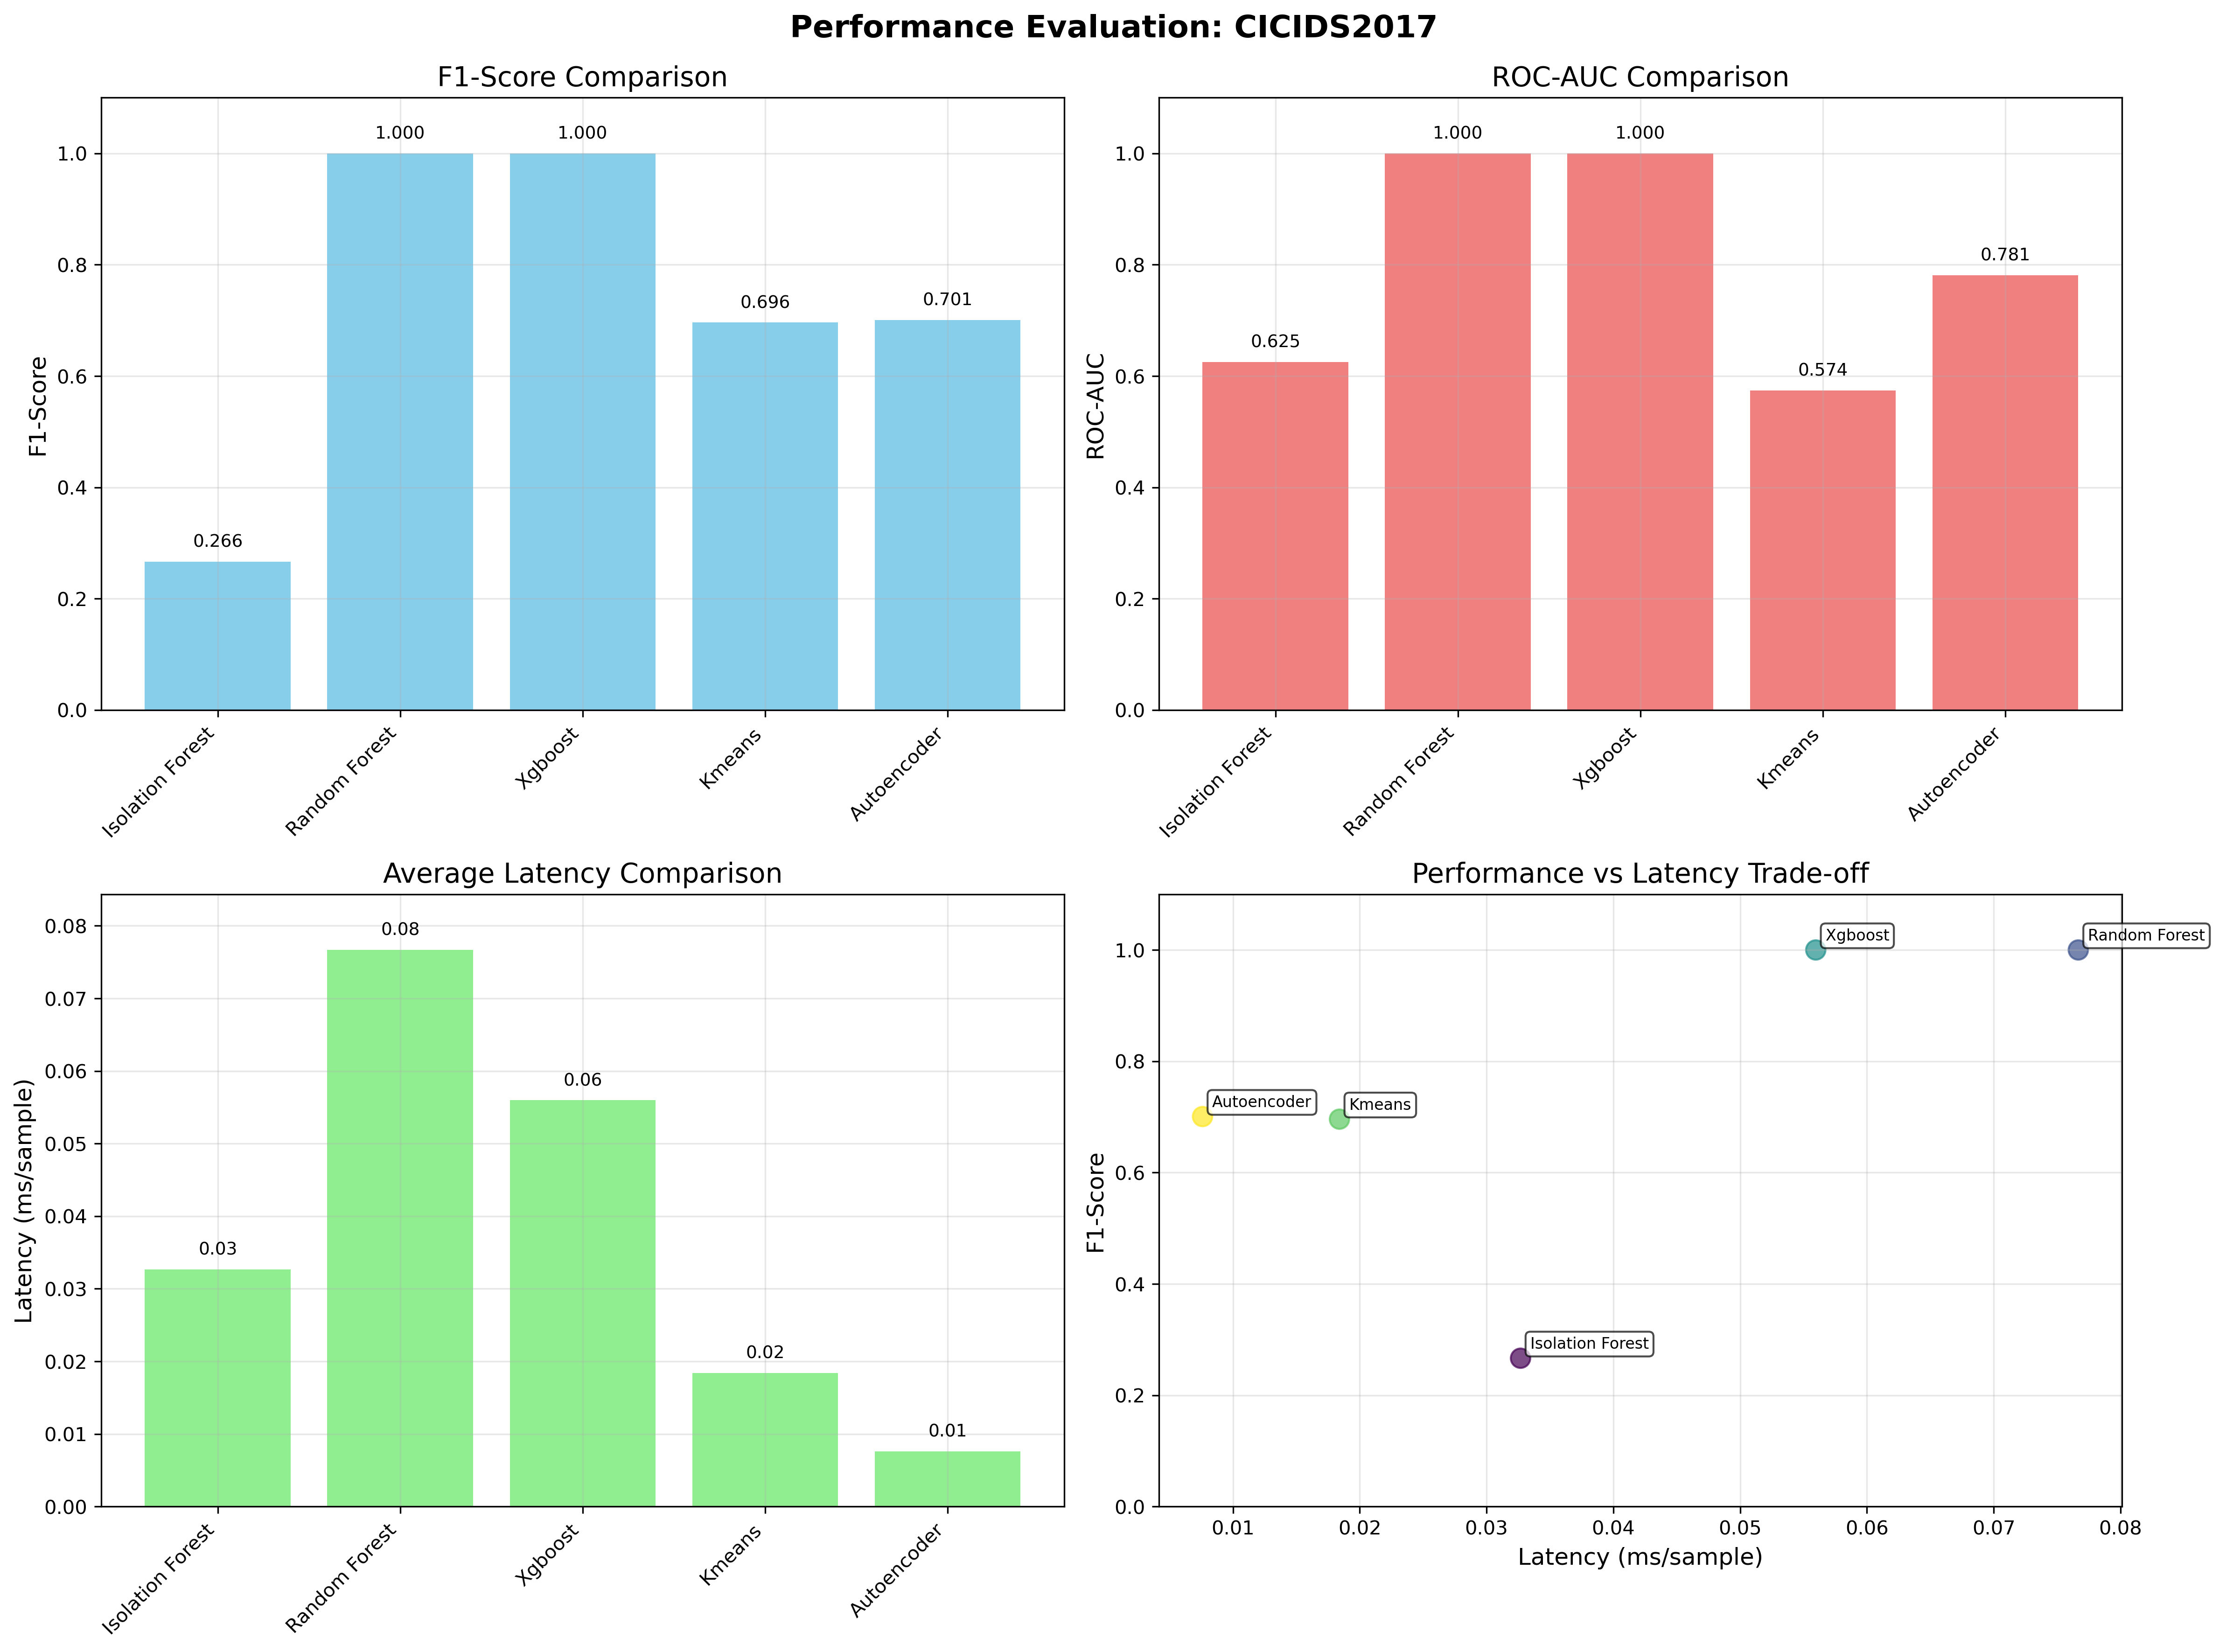 Performance Evaluation: CICIDS2017
F1-Score Comparison
F1-Score
0.0
0.2
0.4
0.6
0.8
1.0
0.266
1.000
1.000
0.696
0.701
Isolation Forest
Random Forest
Xgboost
Kmeans
Autoencoder
ROC-AUC Comparison
ROC-AUC
0.0
0.2
0.4
0.6
0.8
1.0
0.625
1.000
1.000
0.574
0.781
Isolation Forest
Random Forest
Xgboost
Kmeans
Autoencoder
Average Latency Comparison
Latency (ms/sample)
0.00
0.01
0.02
0.03
0.04
0.05
0.06
0.07
0.08
0.03
0.08
0.06
0.02
0.01
Isolation Forest
Random Forest
Xgboost
Kmeans
Autoencoder
Performance vs Latency Trade-off
F1-Score
0.0
0.2
0.4
0.6
0.8
1.0
Xgboost
Random Forest
Autoencoder
Kmeans
Isolation Forest
0.01
0.02
0.03
0.04
0.05
0.06
0.07
0.08
Latency (ms/sample)